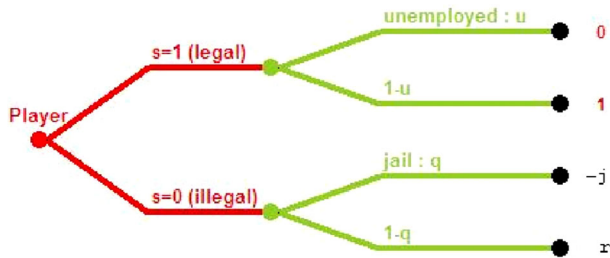 unemployed : u
0
s=1 (legal)
1-u
1
Player
jail : q
-j
s=0 (illegal)
1-q
r